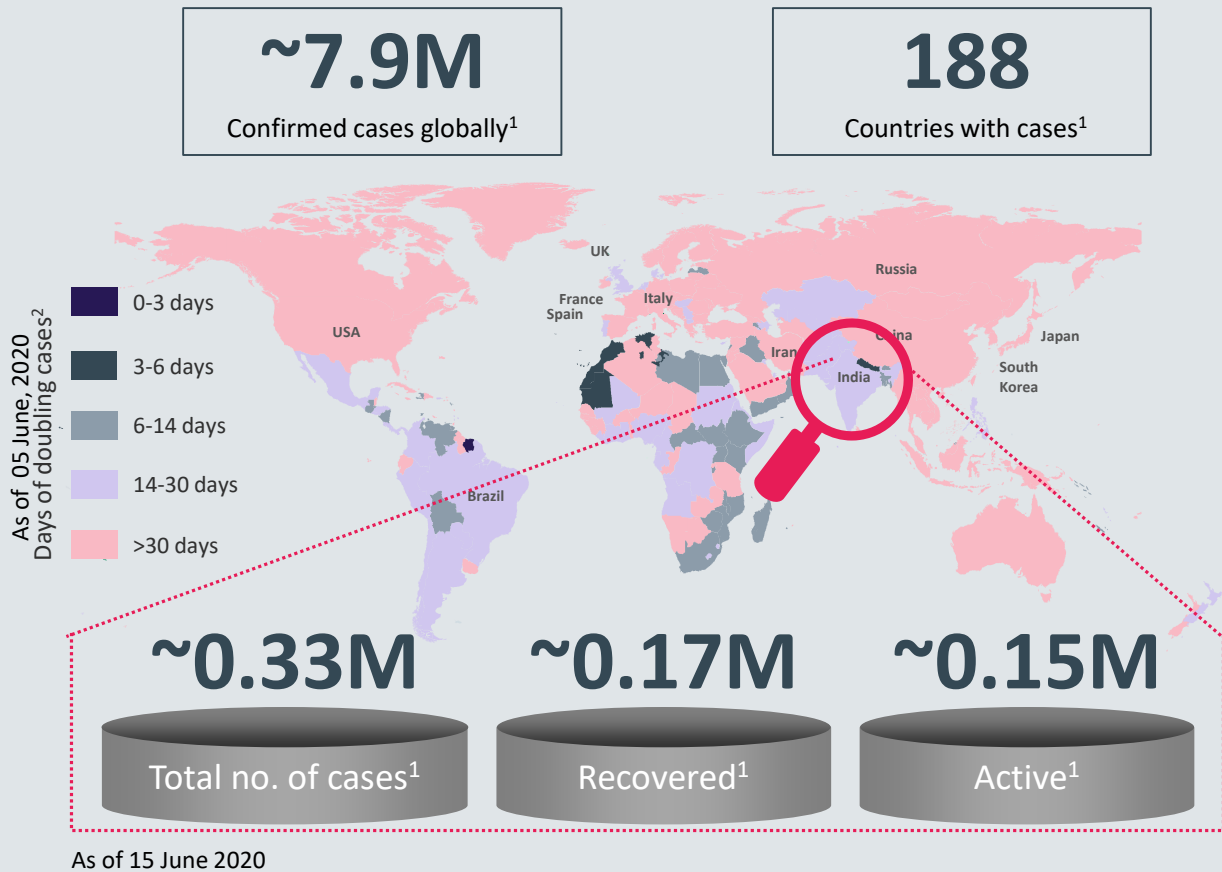 ~7.9M
Confirmed cases globally1
188
Countries with cases1
As of 05 June, 2020
Days of doubling cases2
0-3 days
3-6 days
6-14 days
14-30 days
>30 days
UK
Russia
France
Italy
Spain
USA
Japan
China
Iran
South
Korea
India
Brazil
~0.33M
Total no. of cases1
~0.17M
Recovered1
~0.15M
Active1
As of 15 June 2020